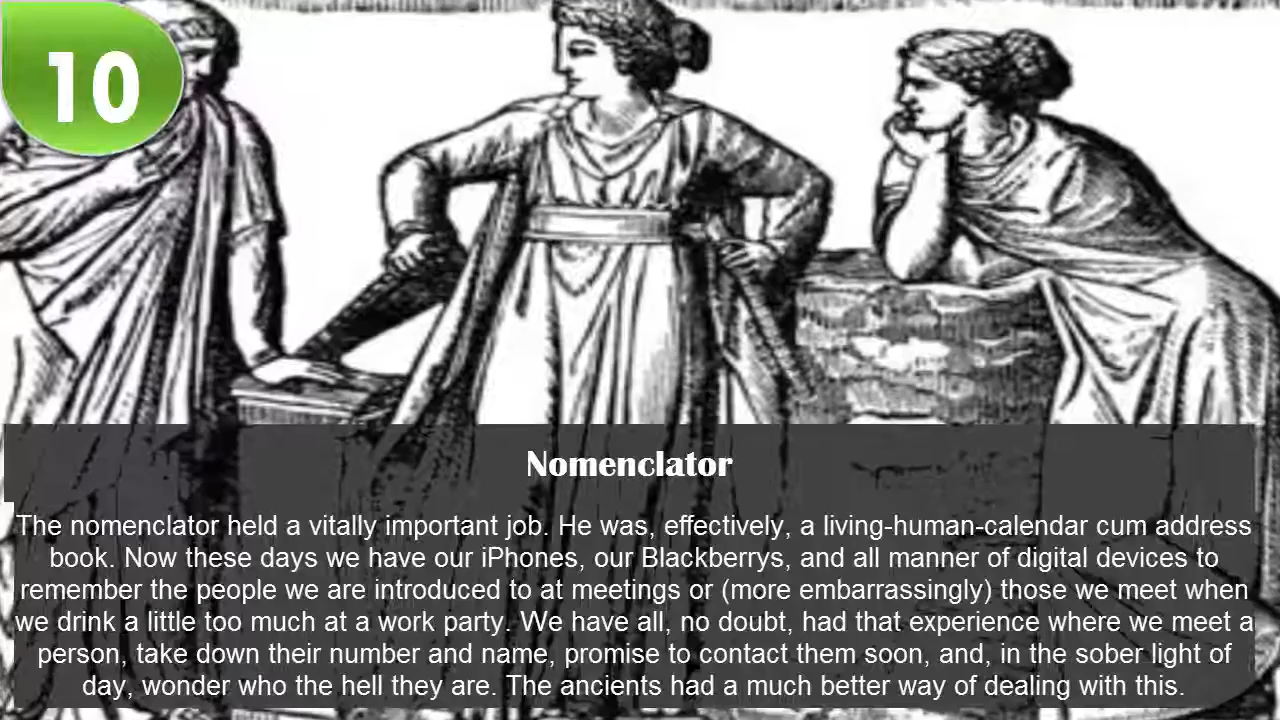 10
Nomenclator
The nomenclator held a vitally important job. He was, effectively, a living-human-calendar cum address
book. Now these days we have our iPhones, our Blackberrys, and all manner of digital devices to
remember the people we are introduced to at meetings or (more embarrassingly) those we meet when
we drink a little too much at a work party. We have all, no doubt, had that experience where we meet a
person, take down their number and name, promise to contact them soon, and, in the sober light of
day, wonder who the hell they are. The ancients had a much better way of dealing with this.